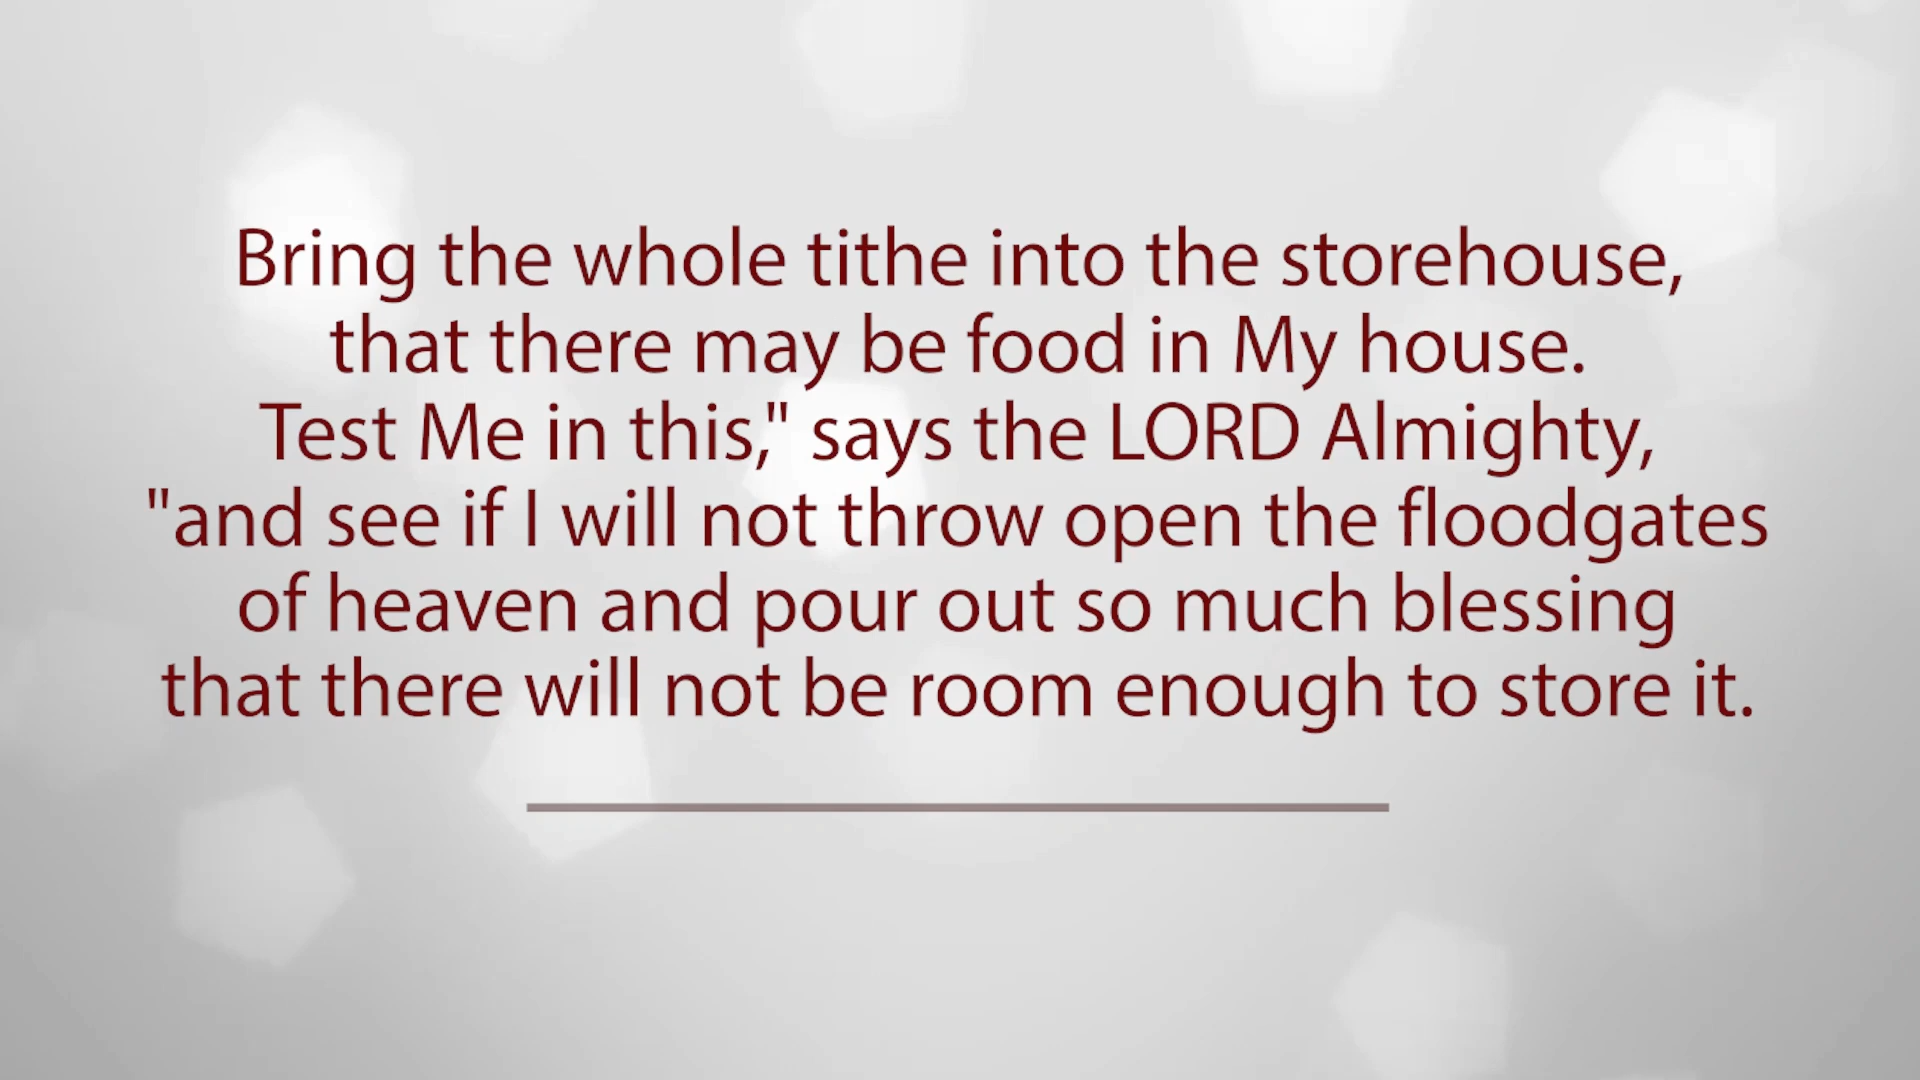 Bring the whole tithe into the storehouse,
that there may be food in My house.
Test Me in this," says the LORD Almighty,
"and see if I will not throw open the floodgates
of heaven and pour out so much blessing
that there will not be room enough to store it.